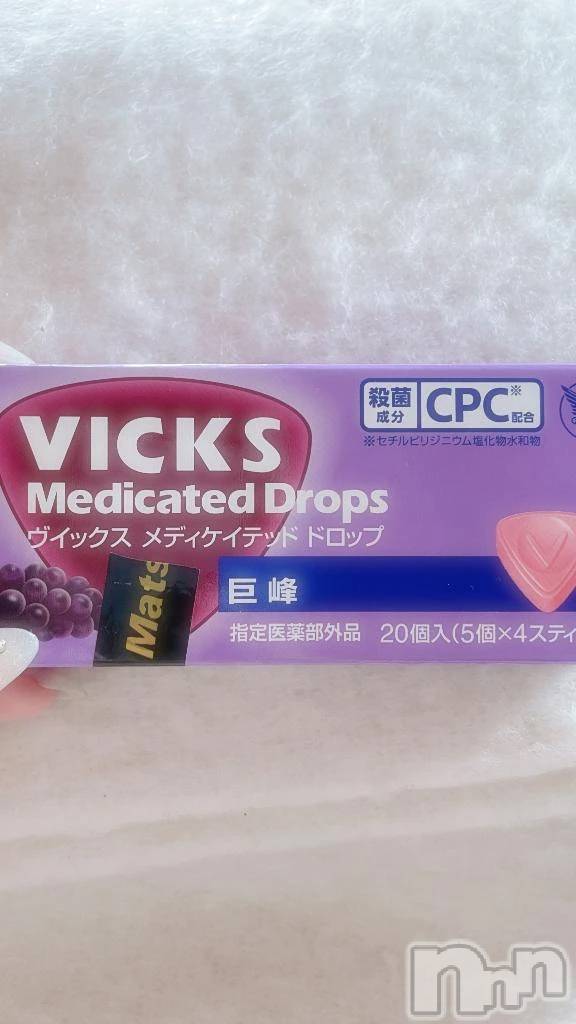 殺菌
成分
CPC※配合
※セチルピリジニウム塩化物水和物
VICKS
Medicated Drops
ヴイックス メディケイテッド ドロップ
Mats
巨峰
指定医薬部外品 20個入(5個×4スティ
V
nnn